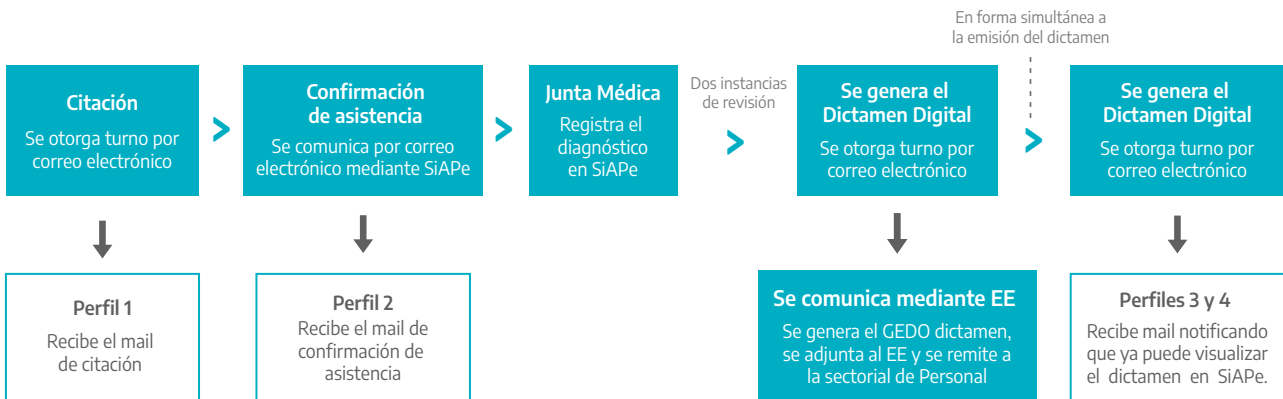 En forma simultánea a
la emisión del dictamen
Citación
Se otorga turno por
correo electrónico
Confirmación
de asistencia
Se comunica por correo
electrónico mediante SiAPe
Junta Médica
Registra el
diagnóstico
en SiAPe
Dos instancias
de revisión
Se genera el
Dictamen Digital
Se otorga turno por
correo electrónico
Se genera el
Dictamen Digital
Se otorga turno por
correo electrónico
Perfil 1
Recibe el mail
de citación
Perfil 2
Recibe el mail de
confirmación de
asistencia
Se comunica mediante EE
Se genera el GEDO dictamen,
se adjunta al EE y se remite a
la sectorial de Personal
Perfiles 3 y 4
Recibe mail notificando
que ya puede visualizar
el dictamen en SiAPe.